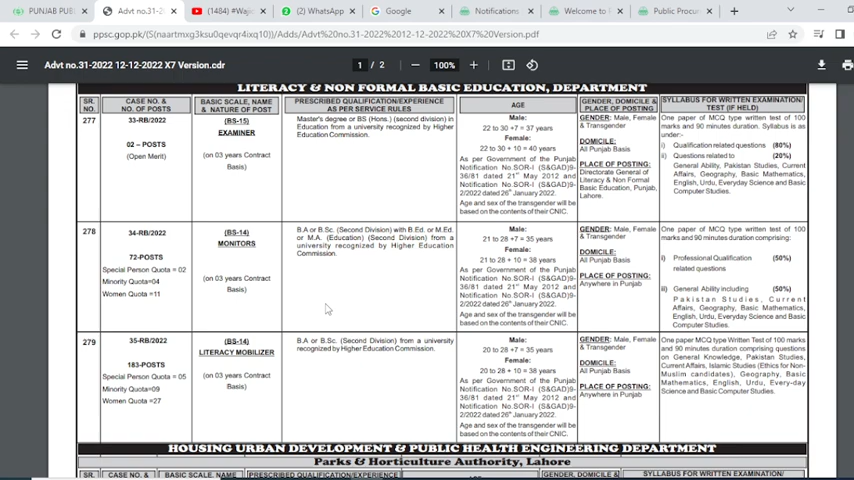 PUNJAB PUBL
Advt no.31-2022
(1484) #Wajid
(2) WhatsApp
Google
Notifications
Welcome to
Public Procur
ppsc.gop.pk/(S(naartmxg3ksu0qevqr4ixq10))/Adds/Advt%20no.31-2022%2012-12-2022%20X7%20Version.pdf
Advt no.31-2022 12-12-2022 X7 Version.cdr
1 / 2
100%
LITERACY & NON FORMAL BASIC EDUCATION, DEPARTMENT
SR. NO.
CASE NO. & NO. OF POSTS
BASIC SCALE, NAME & NATURE OF POST
PRESCRIBED QUALIFICATION/EXPERIENCE AS PER SERVICE RULES
AGE
GENDER, DOMICILE & PLACE OF POSTING
SYLLABUS FOR WRITTEN EXAMINATION/ TEST (IF HELD)
277
33-RB/2022
02 – POSTS
(Open Merit)
(BS-15)
EXAMINER
(on 03 years Contract
Basis)
Master's degree or BS (Hons.) (second division) in
Education from a university recognized by Higher
Education Commission.
Male:
22 to 30 +7 = 37 years
Female:
22 to 30 + 10 = 40 years
As per Government of the Punjab
Notification No.SOR-I (S&GAD)9-
36/81 dated 21st May 2012 and
Notification No.SOR-I (S&GAD)9-
2/2022 dated 26th January 2022.
Age and sex of the transgender will be
based on the contents of their CNIC.
GENDER: Male, Female
& Transgender
DOMICILE:
All Punjab Basis
PLACE OF POSTING:
Directorate General of
Literacy & Non Formal
Basic Education, Punjab,
Lahore.
One paper of MCQ type written test of 100
marks and 90 minutes duration. Syllabus is as
under:-
i) Qualification related questions (80%)
ii) Questions related to (20%)
General Ability, Pakistan Studies, Current
Affairs, Geography, Basic Mathematics,
English, Urdu, Everyday Science and Basic
Computer Studies.
278
34-RB/2022
72-POSTS
Special Person Quota = 02
Minority Quota=04
Women Quota =11
(BS-14)
MONITORS
(on 03 years Contract
Basis)
B.A or B.Sc. (Second Division) with B.Ed. or M.Ed.
or M.A. (Education) (Second Division) from a
university recognized by Higher Education
Commission.
Male:
21 to 28 +7 = 35 years
Female:
21 to 28 + 10 = 38 years
As per Government of the Punjab
Notification No.SOR-I (S&GAD)9-
36/81 dated 21st May 2012 and
Notification No.SOR-I (S&GAD)9-
2/2022 dated 26th January 2022.
Age and sex of the transgender will be
based on the contents of their CNIC.
GENDER: Male, Female
& Transgender
DOMICILE:
All Punjab Basis
PLACE OF POSTING:
Anywhere in Punjab
One paper of MCQ type written test of 100
marks and 90 minutes duration comprising:
i) Professional Qualification (50%)
related questions
ii) General Ability including (50%)
Pakistan Studies, Current
Affairs, Geography, Basic Mathematics,
English, Urdu, Everyday Science and Basic
Computer Studies.
279
35-RB/2022
183-POSTS
Special Person Quota = 05
Minority Quota=09
Women Quota =27
(BS-14)
LITERACY MOBILIZER
(on 03 years Contract
Basis)
B.A or B.Sc. (Second Division) from a university
recognized by Higher Education Commission.
Male:
20 to 28 +7 = 35 years
Female:
20 to 28 + 10 = 38 years
As per Government of the Punjab
Notification No.SOR-I (S&GAD)9-
36/81 dated 21st May 2012 and
Notification No.SOR-I (S&GAD)9-
2/2022 dated 26th January 2022.
Age and sex of the transgender will be
based on the contents of their CNIC.
GENDER: Male, Female
& Transgender
DOMICILE:
All Punjab Basis
PLACE OF POSTING:
Anywhere in Punjab
One paper MCQ type Written Test of 100 marks
and 90 minutes duration comprising questions
on General Knowledge, Pakistan Studies,
Current Affairs, Islamic Studies (Ethics for Non-
Muslim candidates), Geography, Basic
Mathematics, English, Urdu, Every-day
Science and Basic Computer Studies.
HOUSING URBAN DEVELOPMENT & PUBLIC HEALTH ENGINEERING DEPARTMENT
Parks & Horticulture Authority, Lahore
SR.
CASE NO. &
BASIC SCALE, NAME
PRESCRIBED QUALIFICATION/EXPERIENCE
GENDER, DOMICILE &
SYLLABUS FOR WRITTEN EXAMINATION/